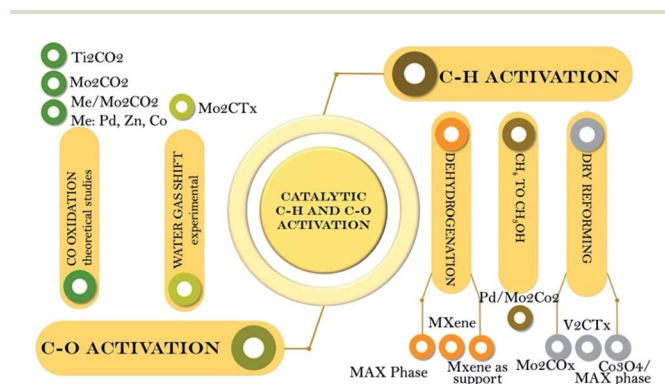 Ti2CO2
Mo2CO2
Me/Mo2CO2
Me: Pd, Zn, Co
Mo2CTx
C-H ACTIVATION
CO OXIDATION
theoretical studies
WATER GAS SHIFT
experimental
CATALYTIC
C-H AND C-O
ACTIVATION
DEHYDROGENATION
CH4 TO CH3OH
DRY REFORMING
C-O ACTIVATION
Pd/Mo2Co2
MXene
MAX Phase
Mxene as
support
V2CTx
Mo2COx
Co3O4/
MAX phase